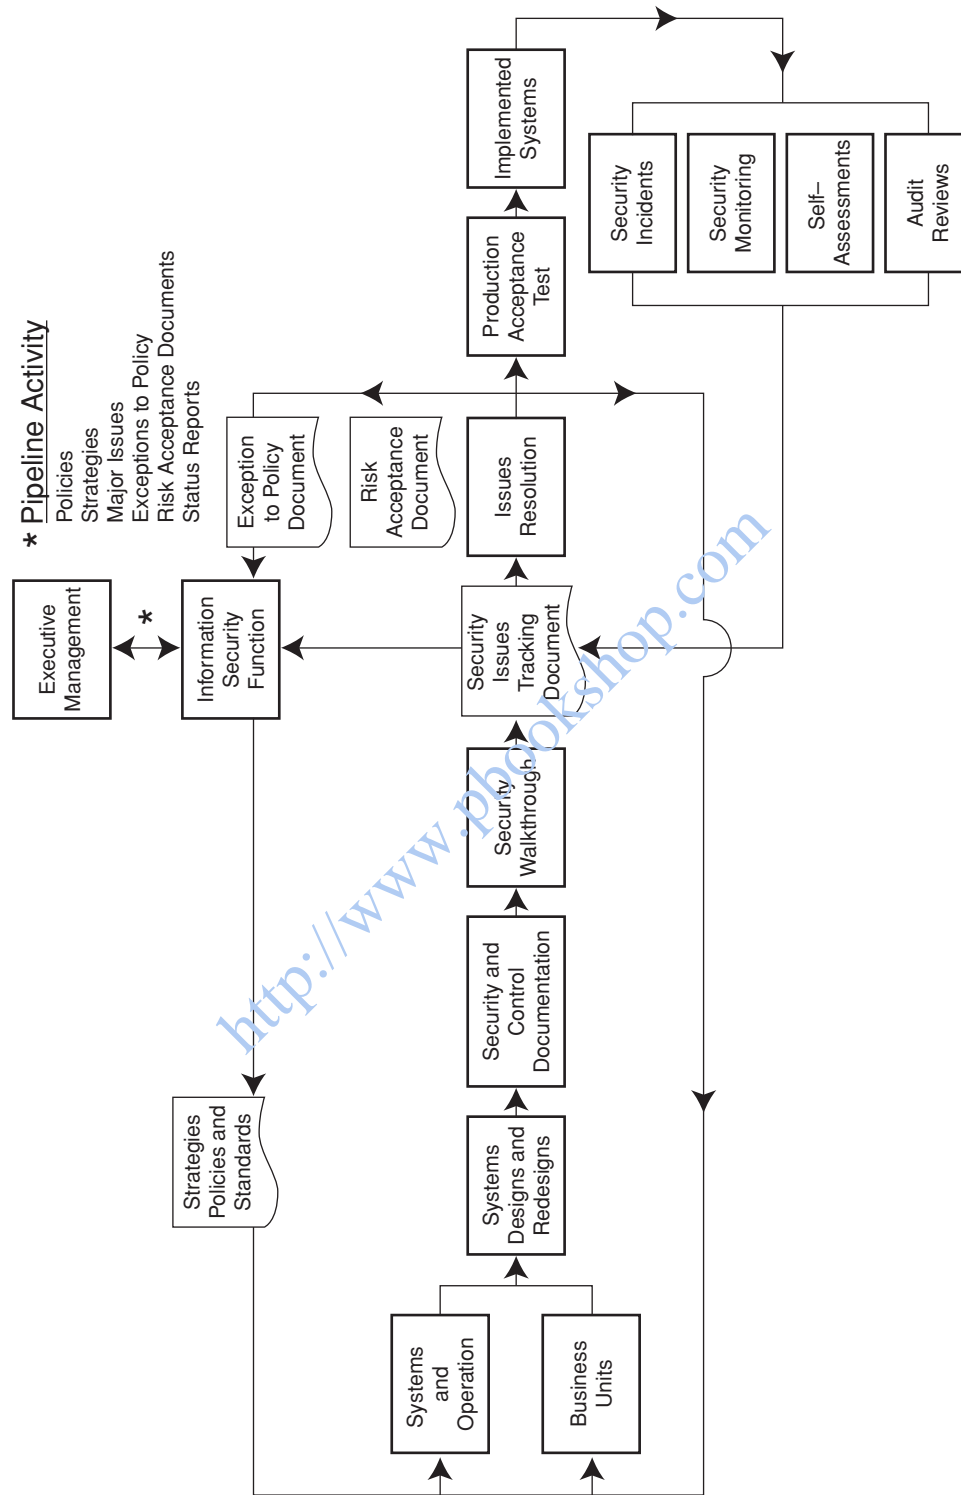 Executive
Management
*
* Pipeline Activity
Policies
Strategies
Major Issues
Exceptions to Policy
Risk Acceptance Documents
Status Reports
Strategies
Policies and
Standards
Information
Security
Function
Exception
to Policy
Document
Risk
Acceptance
Document
Systems
and
Operation
Business
Units
Systems
Designs and
Redesigns
Security and
Control
Documentation
Security
Walkthrough
Security
Issues
Tracking
Document
Issues
Resolution
Production
Acceptance
Test
Implemented
Systems
Security
Incidents
Security
Monitoring
Self–
Assessments
Audit
Reviews
http://www.pbookshop.com